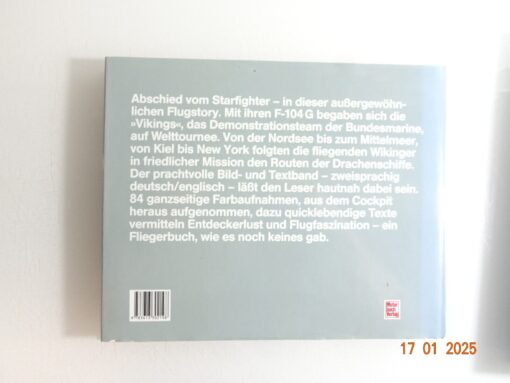 Abschied vom Starfighter – in dieser außergewöhn-
lichen Flugstory. Mit ihren F-104 G begaben sich die
»Vikings«, das Demonstrationsteam der Bundesmarine,
auf Welttournee. Von der Nordsee bis zum Mittelmeer,
von Kiel bis New York folgten die fliegenden Wikinger
in friedlicher Mission den Routen der Drachenschiffe.
Der prachtvolle Bild- und Textband – zweisprachig
deutsch/englisch – läßt den Leser hautnah dabei sein.
84 ganzseitige Farbaufnahmen, aus dem Cockpit
heraus aufgenommen, dazu quicklebendige Texte
vermitteln Entdeckerlust und Flugfaszination – ein
Fliegerbuch, wie es noch keines gab.
Motor
buch
Verlag
17 01 2025